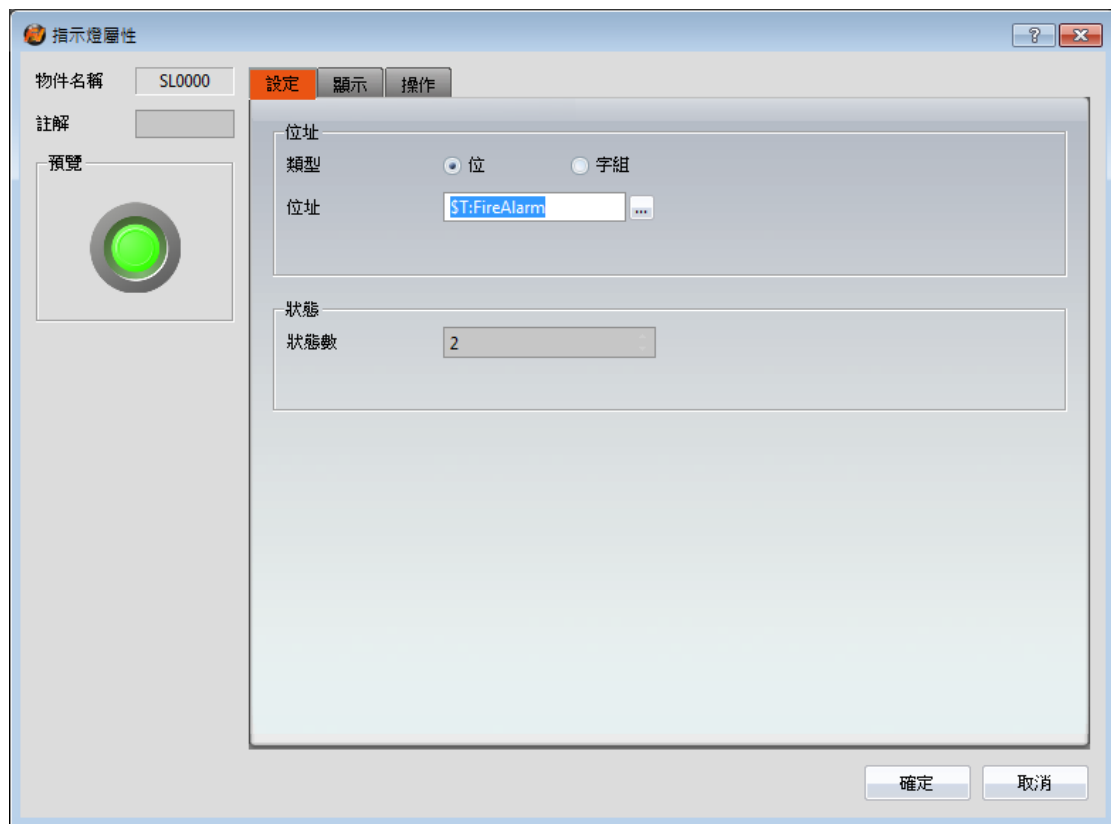 指示燈屬性
?
物件名稱 SL0000
註解
預覽
設定 顯示 操作
位址
類型 位 字組
位址 $T:FireAlarm ...
狀態
狀態數 2
確定 取消